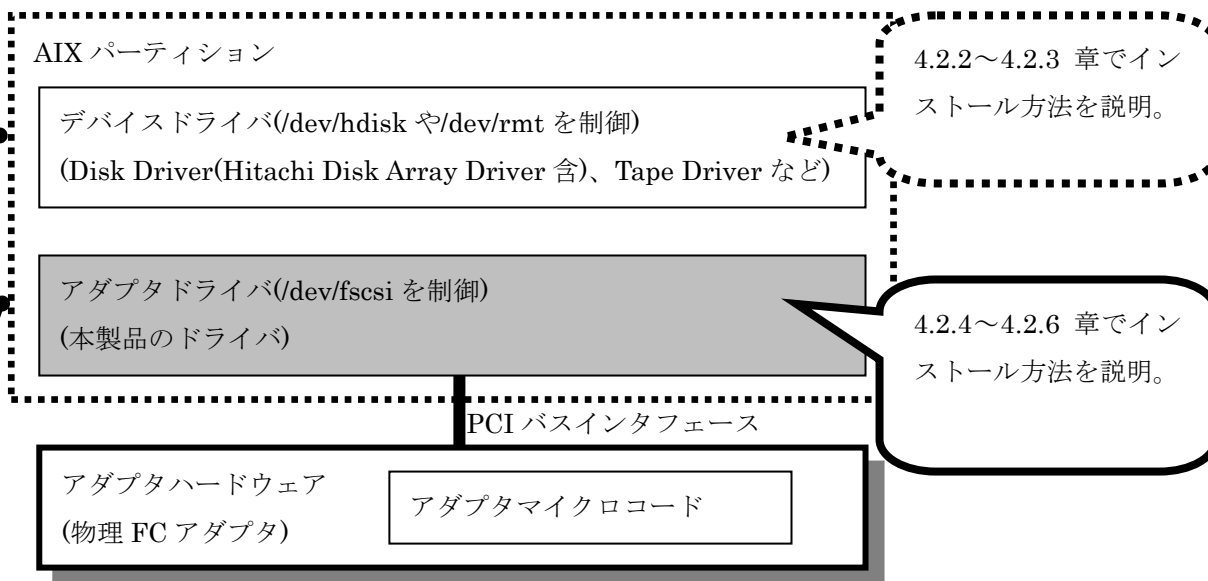 AIX パーティション
デバイスドライバ(/dev/hdisk や/dev/rmt を制御)
(Disk Driver(Hitachi Disk Array Driver 含)、Tape Driver など)
4.2.2～4.2.3 章でイン
ストール方法を説明。
アダプタドライバ(/dev/fscsi を制御)
(本製品のドライバ)
4.2.4～4.2.6 章でイン
ストール方法を説明。
PCI バスインタフェース
アダプタハードウェア
(物理 FC アダプタ)
アダプタマイクロコード